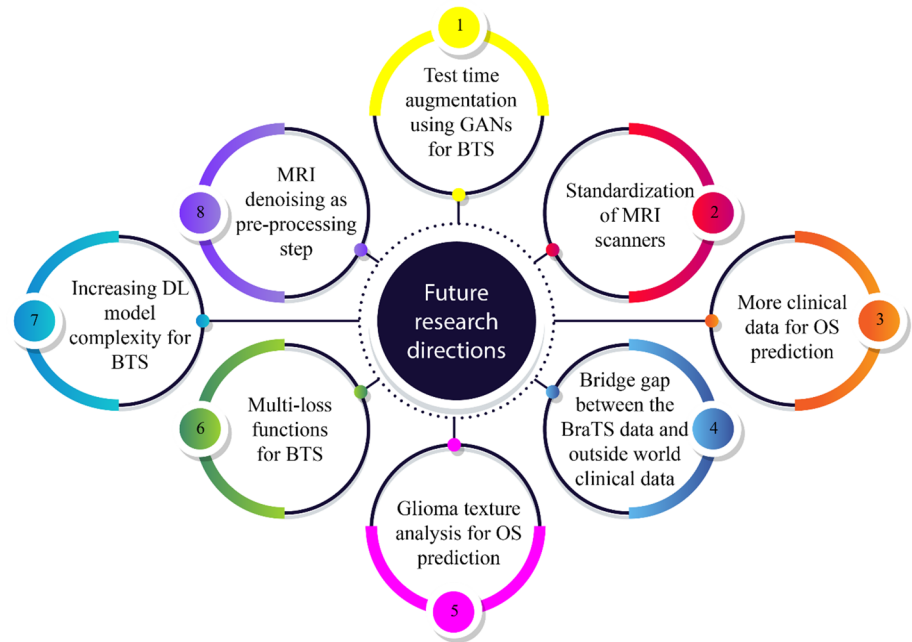 1
Test time
augmentation
using GANs
for BTS
2
Standardization
of MRI
scanners
3
More clinical
data for OS
prediction
4
Bridge gap
between the
BraTS data and
outside world
clinical data
5
Glioma texture
analysis for OS
prediction
6
Multi-loss
functions
for BTS
7
Increasing DL
model
complexity for
BTS
8
MRI
denoising as
pre-processing
step
Future
research
directions